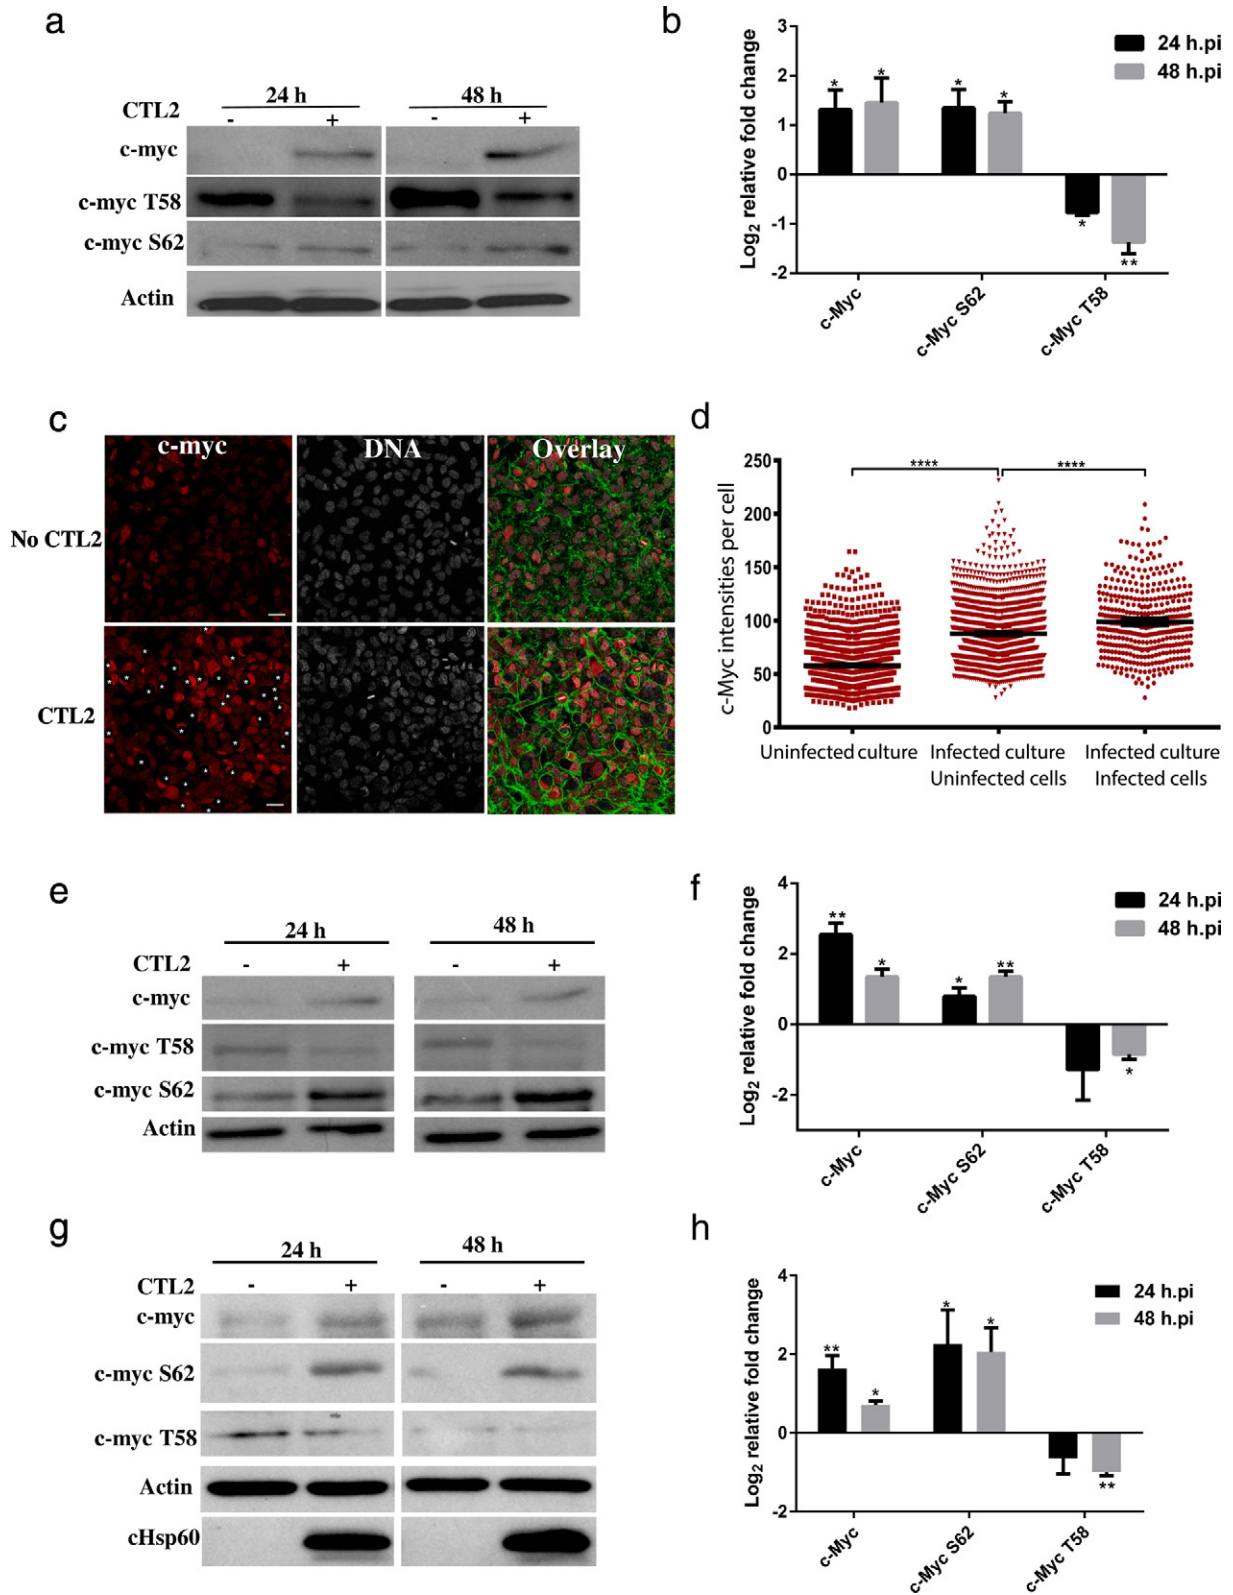 a
24 h
48 h
CTL2
- + - +
c-myc
c-myc T58
c-myc S62
Actin
b
Log2 relative fold change
3
2
1
0
-1
-2
24 h.pi
48 h.pi
* * * *
*
**
c-Myc
c-Myc S62
c-Myc T58
c
c-myc
DNA
Overlay
No CTL2
CTL2
d
c-Myc intensities per cell
250
200
150
100
50
0
**** ****
Uninfected culture
Infected culture
Uninfected cells
Infected culture
Infected cells
e
24 h
48 h
CTL2
- + - +
c-myc
c-myc T58
c-myc S62
Actin
f
Log2 relative fold change
4
2
0
-2
24 h.pi
48 h.pi
** * * **
*
c-Myc
c-Myc S62
c-Myc T58
g
24 h
48 h
CTL2
- + - +
c-myc
c-myc S62
c-myc T58
Actin
cHsp60
h
Log2 relative fold change
4
2
0
-2
24 h.pi
48 h.pi
** * * *
**
c-Myc
c-Myc S62
c-Myc T58